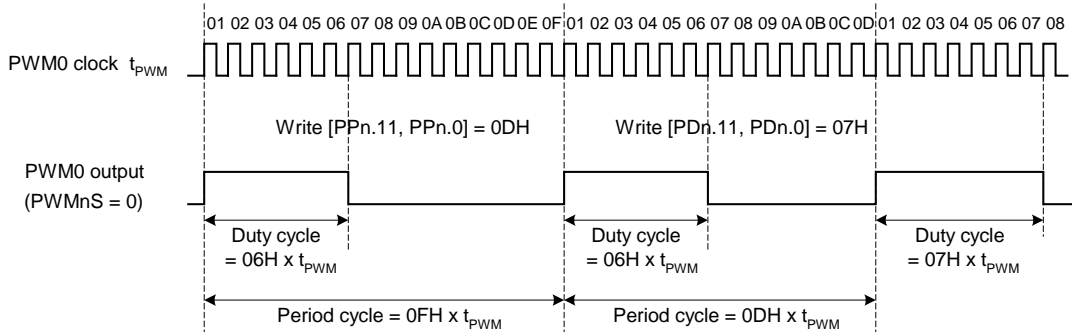 01 02 03 04 05 06 07 08 09 0A 0B 0C 0D 0E 0F 01 02 03 04 05 06 07 08 09 0A 0B 0C 0D 01 02 03 04 05 06 07 08
PWM0 clock tPWM
Write [PPn.11, PPn.0] = 0DH Write [PDn.11, PDn.0] = 07H
PWM0 output
(PWMnS = 0)
Duty cycle Duty cycle Duty cycle
= 06H x tPWM = 06H x tPWM = 07H x tPWM
Period cycle = 0FH x tPWM Period cycle = 0DH x tPWM